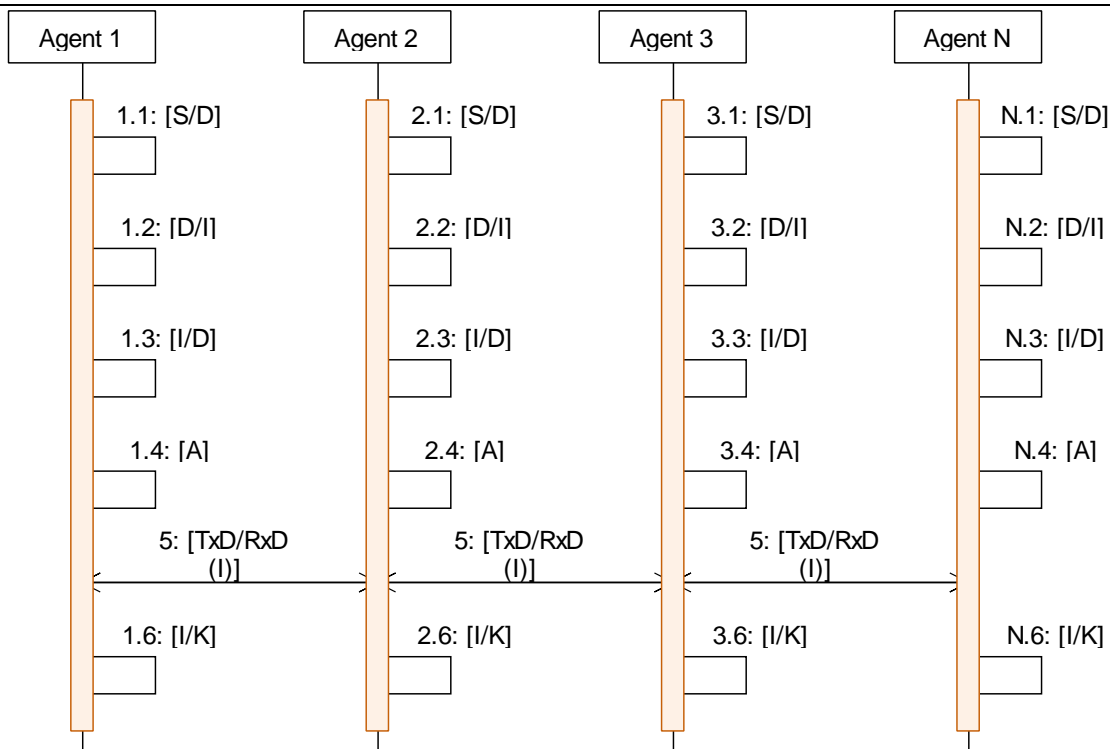 Agent 1
Agent 2
Agent 3
Agent N
1.1: [S/D]
2.1: [S/D]
3.1: [S/D]
N.1: [S/D]
1.2: [D/I]
2.2: [D/I]
3.2: [D/I]
N.2: [D/I]
1.3: [I/D]
2.3: [I/D]
3.3: [I/D]
N.3: [I/D]
1.4: [A]
2.4: [A]
3.4: [A]
N.4: [A]
5: [TxD/RxD
(I)]
5: [TxD/RxD
(I)]
5: [TxD/RxD
(I)]
1.6: [I/K]
2.6: [I/K]
3.6: [I/K]
N.6: [I/K]